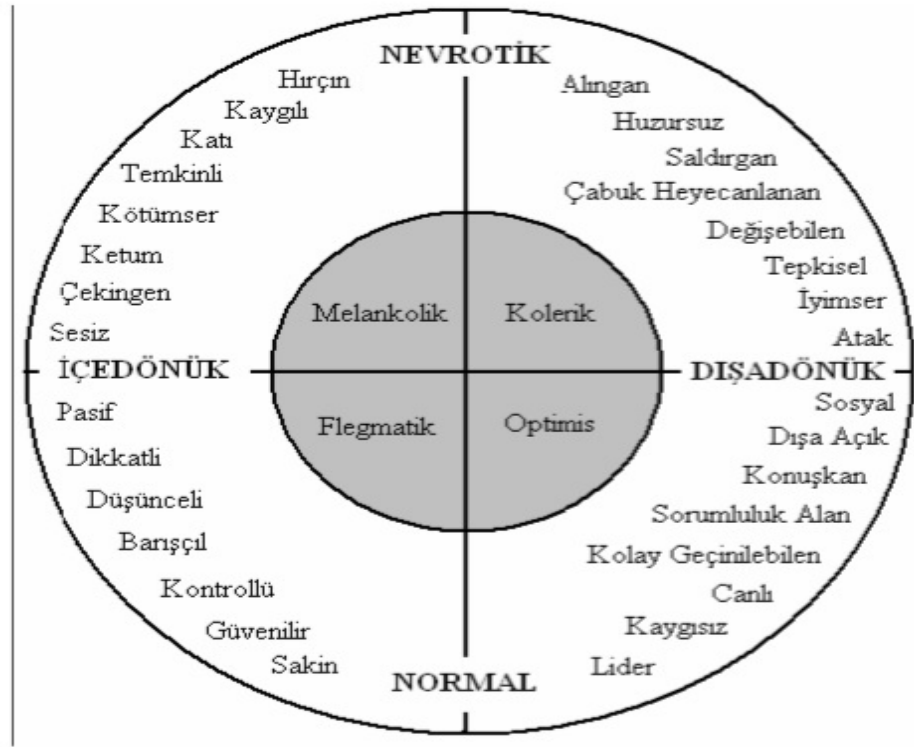 NEVROTİK
Hırçın
Kaygılı
Katı
Temkinli
Kötümser
Ketum
Çekingen
Sesiz
Alıngan
Huzursuz
Saldırgan
Çabuk Heyecanlanan
Değişebilen
Tepkisel
İyimser
Atak
Melankolik
Kolerik
İÇEDÖNÜK
DIŞADÖNÜK
Flegmatik
Optimis
Pasif
Dikkatli
Düşünceli
Barışçıl
Kontrollü
Güvenilir
Sakin
Sosyal
Dışa Açık
Konuşkan
Sorumluluk Alan
Kolay Geçinilebilen
Canlı
Kaygısız
Lider
NORMAL